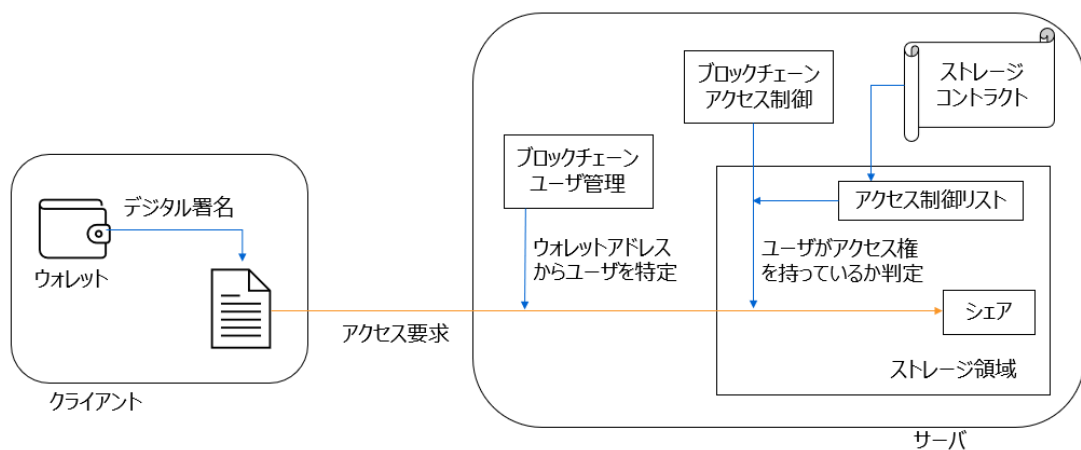 デジタル署名
ウォレット
クライアント
アクセス要求
ブロックチェーン
ユーザ管理
ウォレットアドレス
からユーザを特定
ブロックチェーン
アクセス制御
ストレージ
コントラクト
アクセス制御リスト
ユーザがアクセス権
を持っているか判定
シェア
ストレージ領域
サーバ